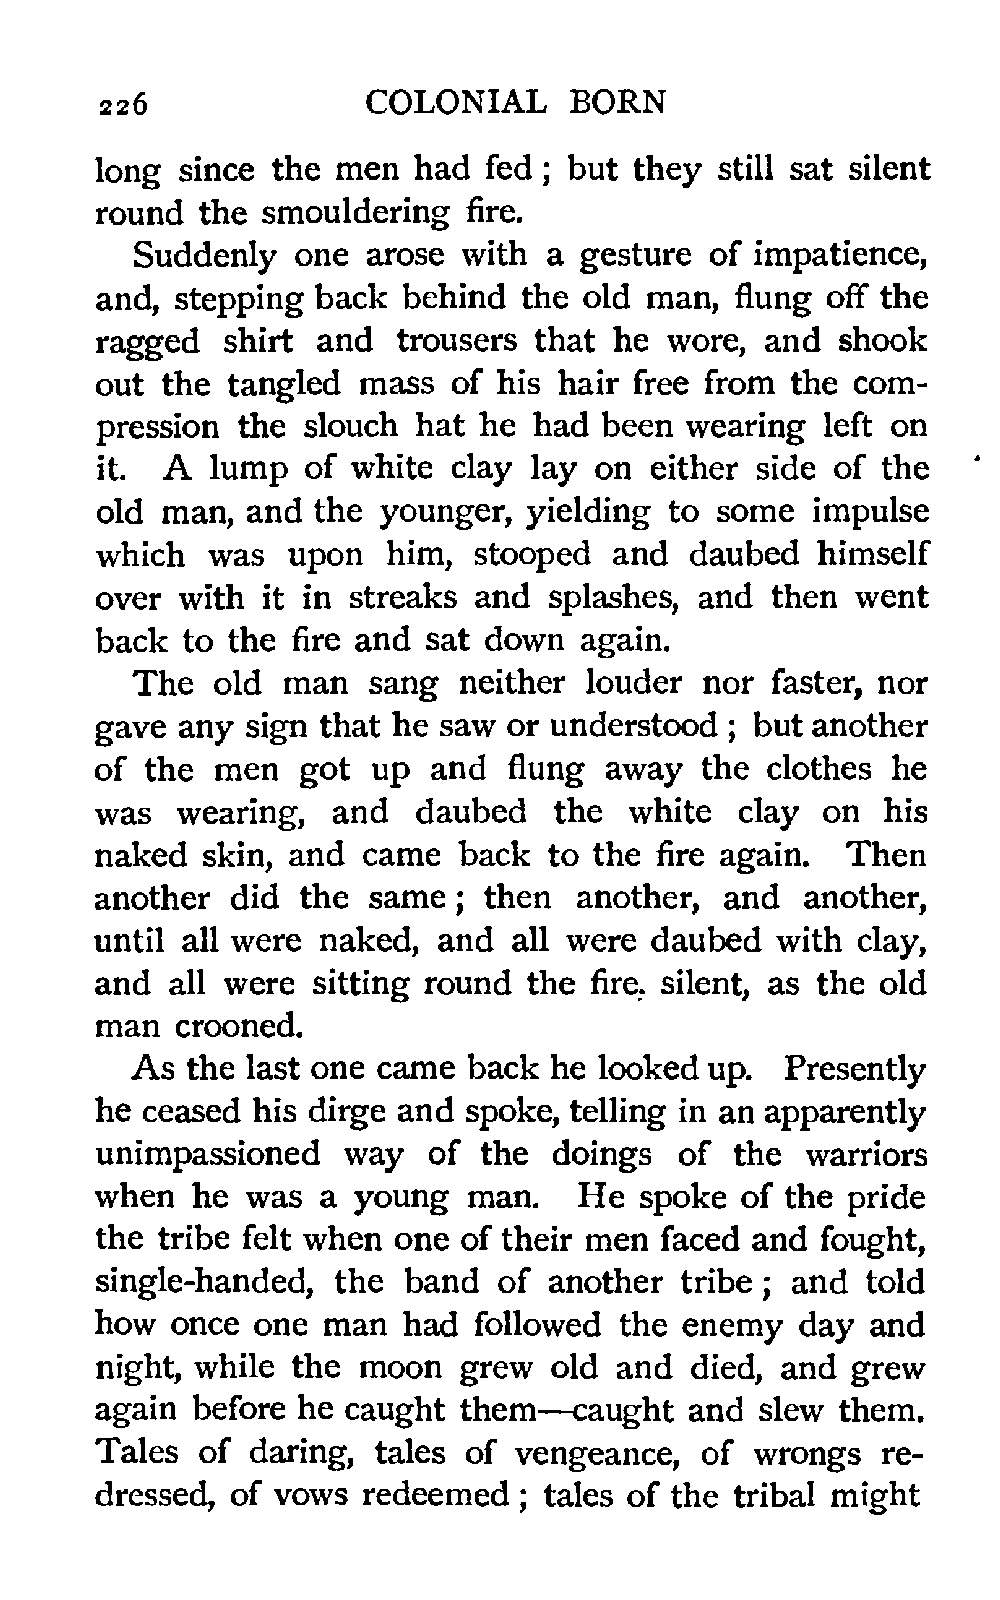 226 COLONIAL BORN
long since the men had fed ; but they still sat silent
round the smouldering fire.
Suddenly one arose with a gesture of impatience,
and, stepping back behind the old man, flung off the
ragged shirt and trousers that he wore, and shook
out the tangled mass of his hair free from the com-
pression the slouch hat he had been wearing left on
it. A lump of white clay lay on either side of the
old man, and the younger, yielding to some impulse
which was upon him, stooped and daubed himself
over with it in streaks and splashes, and then went
back to the fire and sat down again.
The old man sang neither louder nor faster, nor
gave any sign that he saw or understood ; but another
of the men got up and flung away the clothes he
was wearing, and daubed the white clay on his
naked skin, and came back to the fire again. Then
another did the same ; then another, and another,
until all were naked, and all were daubed with clay,
and all were sitting round the fire, silent, as the old
man crooned.
As the last one came back he looked up. Presently
he ceased his dirge and spoke, telling in an apparently
unimpassioned way of the doings of the warriors
when he was a young man. He spoke of the pride
the tribe felt when one of their men faced and fought,
single-handed, the band of another tribe ; and told
how once one man had followed the enemy day and
night, while the moon grew old and died, and grew
again before he caught them—caught and slew them.
Tales of daring, tales of vengeance, of wrongs re-
dressed, of vows redeemed ; tales of the tribal might